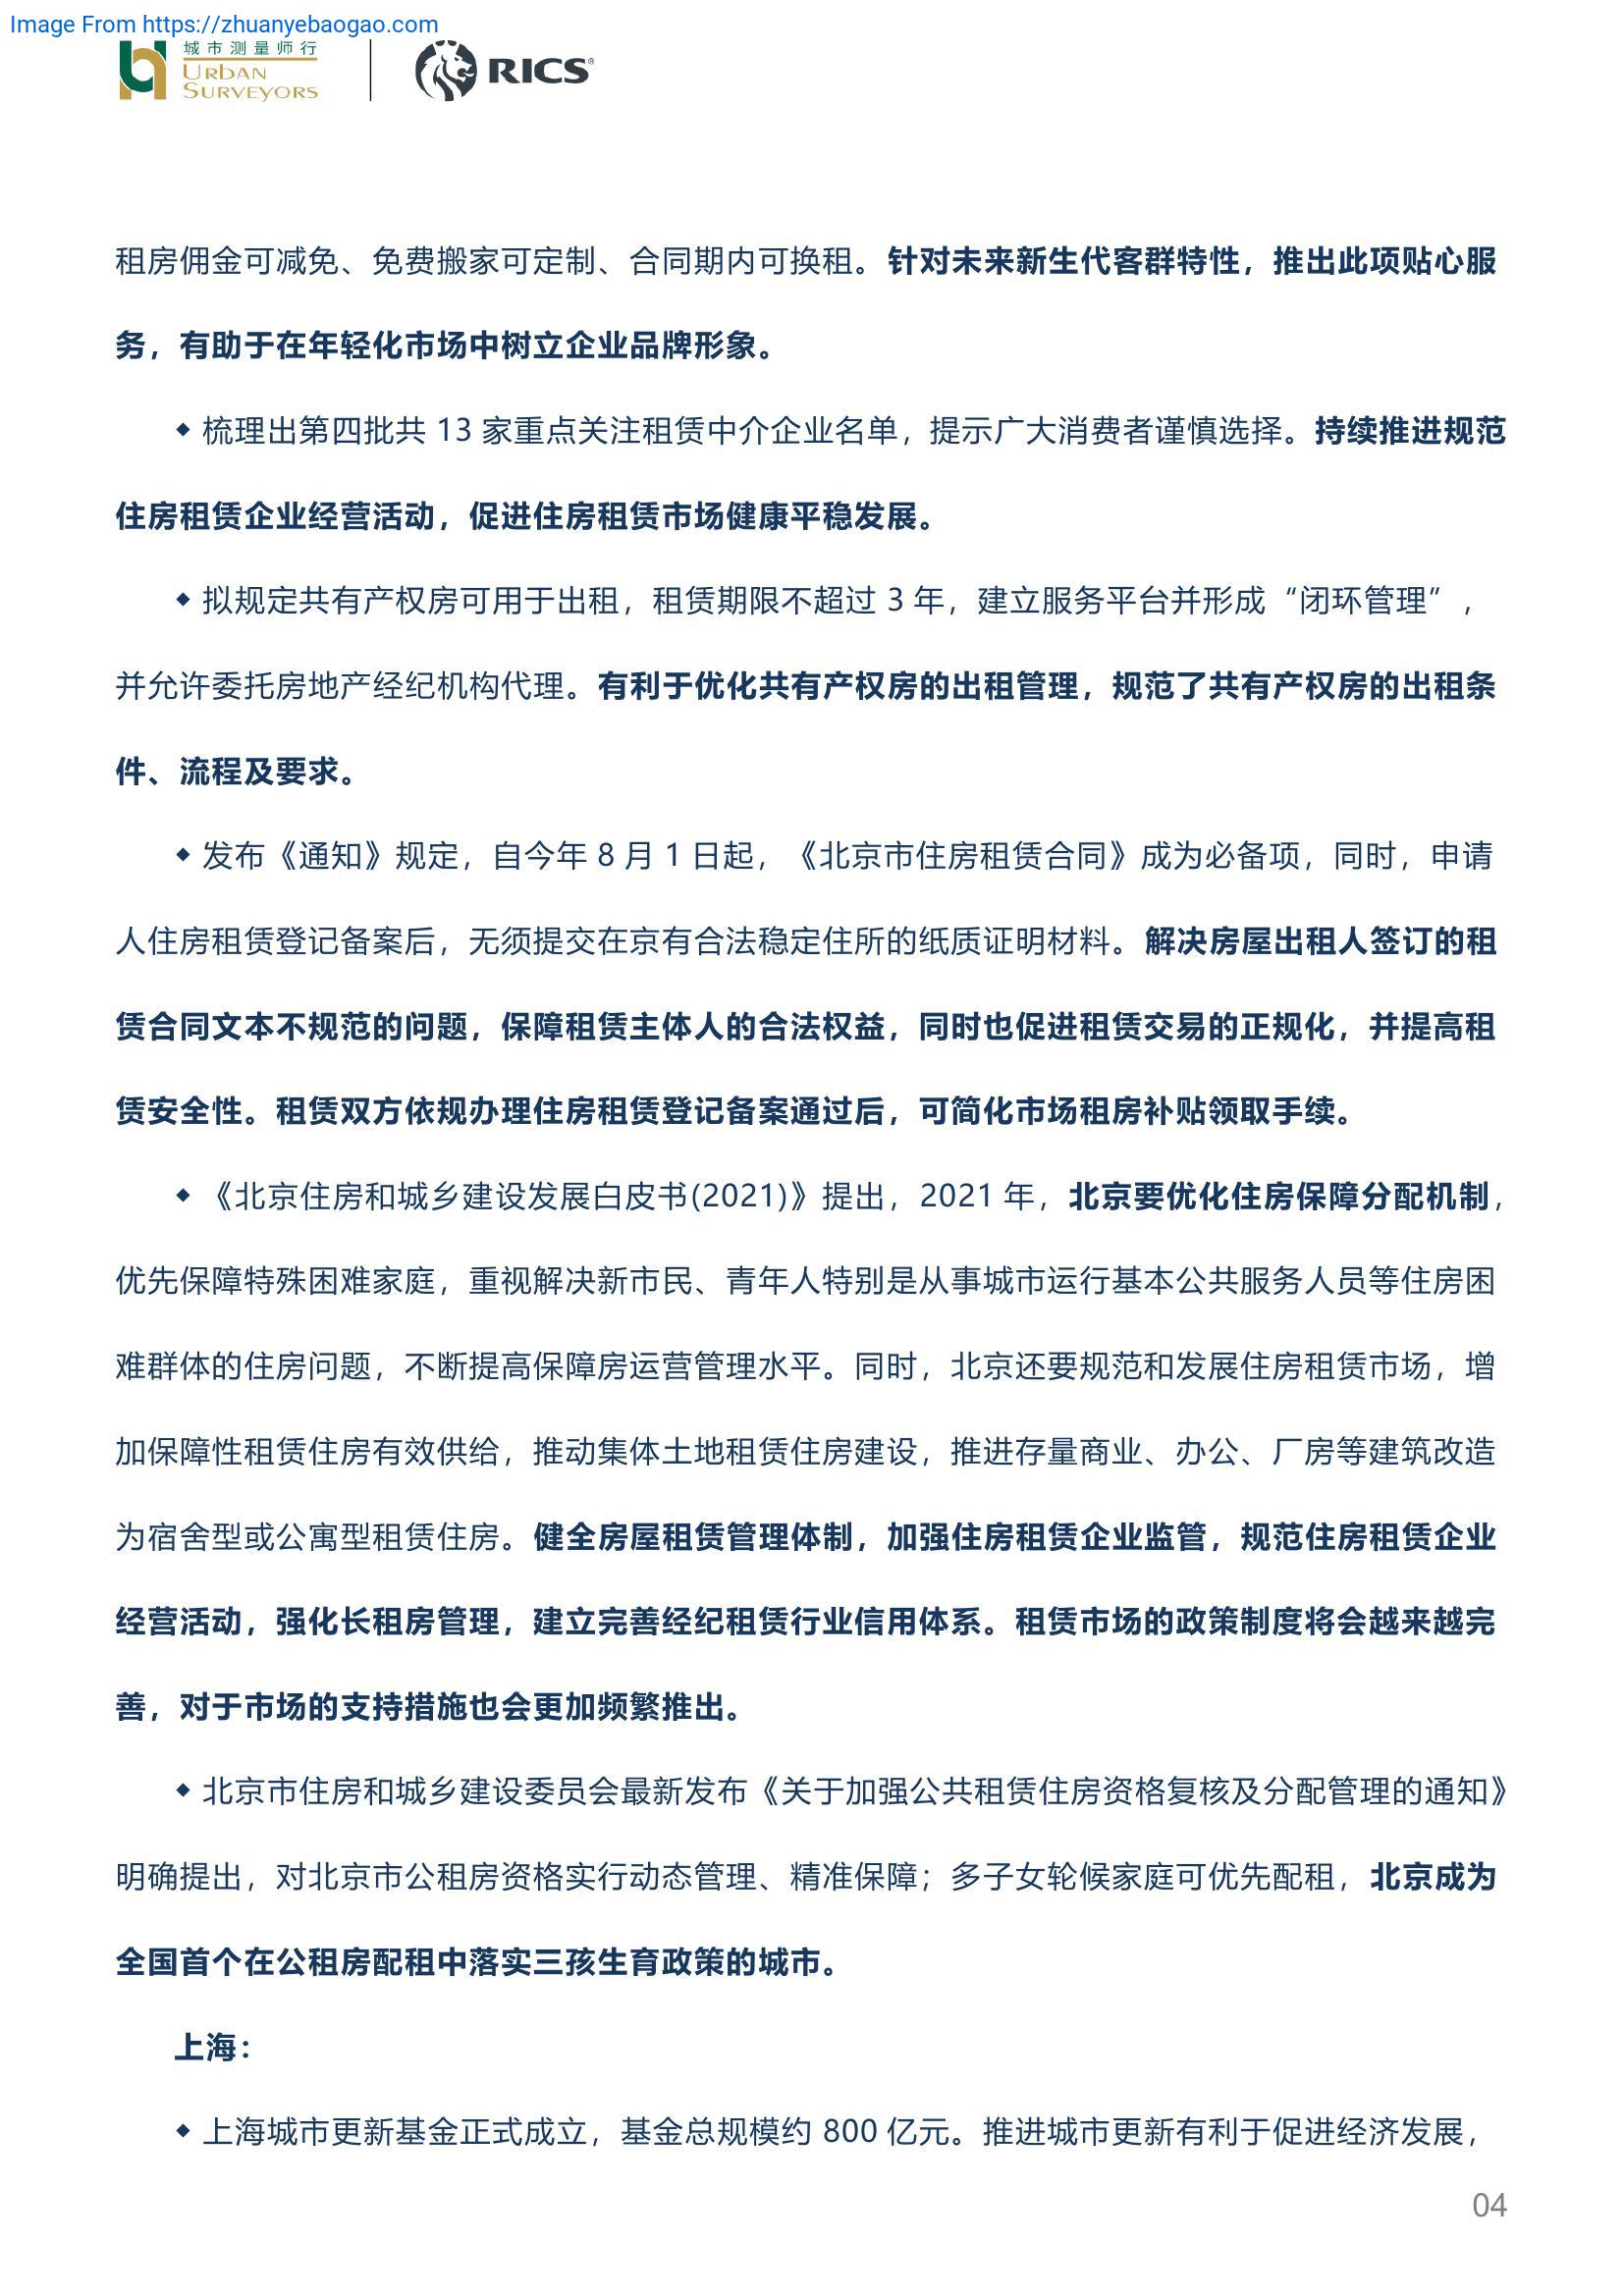 Image From https://zhuanyebaogao.com
城市测量师行
URBAN
SURVEYORS
RICS®
租房佣金可减免、免费搬家可定制、合同期内可换租。针对未来新生代客群特性，推出此项贴心服
务，有助于在年轻化市场中树立企业品牌形象。
◆ 梳理出第四批共 13 家重点关注租赁中介企业名单，提示广大消费者谨慎选择。持续推进规范
住房租赁企业经营活动，促进住房租赁市场健康平稳发展。
◆ 拟规定共有产权房可用于出租，租赁期限不超过 3 年，建立服务平台并形成“闭环管理”，
并允许委托房地产经纪机构代理。有利于优化共有产权房的出租管理，规范了共有产权房的出租条
件、流程及要求。
◆ 发布《通知》规定，自今年 8 月 1 日起，《北京市住房租赁合同》成为必备项，同时，申请
人住房租赁登记备案后，无须提交在京有合法稳定住所的纸质证明材料。解决房屋出租人签订的租
赁合同文本不规范的问题，保障租赁主体人的合法权益，同时也促进租赁交易的正规化，并提高租
赁安全性。租赁双方依规办理住房租赁登记备案通过后，可简化市场租房补贴领取手续。
◆ 《北京住房和城乡建设发展白皮书(2021)》提出，2021 年，北京要优化住房保障分配机制，
优先保障特殊困难家庭，重视解决新市民、青年人特别是从事城市运行基本公共服务人员等住房困
难群体的住房问题，不断提高保障房运营管理水平。同时，北京还要规范和发展住房租赁市场，增
加保障性租赁住房有效供给，推动集体土地租赁住房建设，推进存量商业、办公、厂房等建筑改造
为宿舍型或公寓型租赁住房。健全房屋租赁管理体制，加强住房租赁企业监管，规范住房租赁企业
经营活动，强化长租房管理，建立完善经纪租赁行业信用体系。租赁市场的政策制度将会越来越完
善，对于市场的支持措施也会更加频繁推出。
◆ 北京市住房和城乡建设委员会最新发布《关于加强公共租赁住房资格复核及分配管理的通知》
明确提出，对北京市公租房资格实行动态管理、精准保障；多子女轮候家庭可优先配租，北京成为
全国首个在公租房配租中落实三孩生育政策的城市。
上海：
◆ 上海城市更新基金正式成立，基金总规模约 800 亿元。推进城市更新有利于促进经济发展，
04